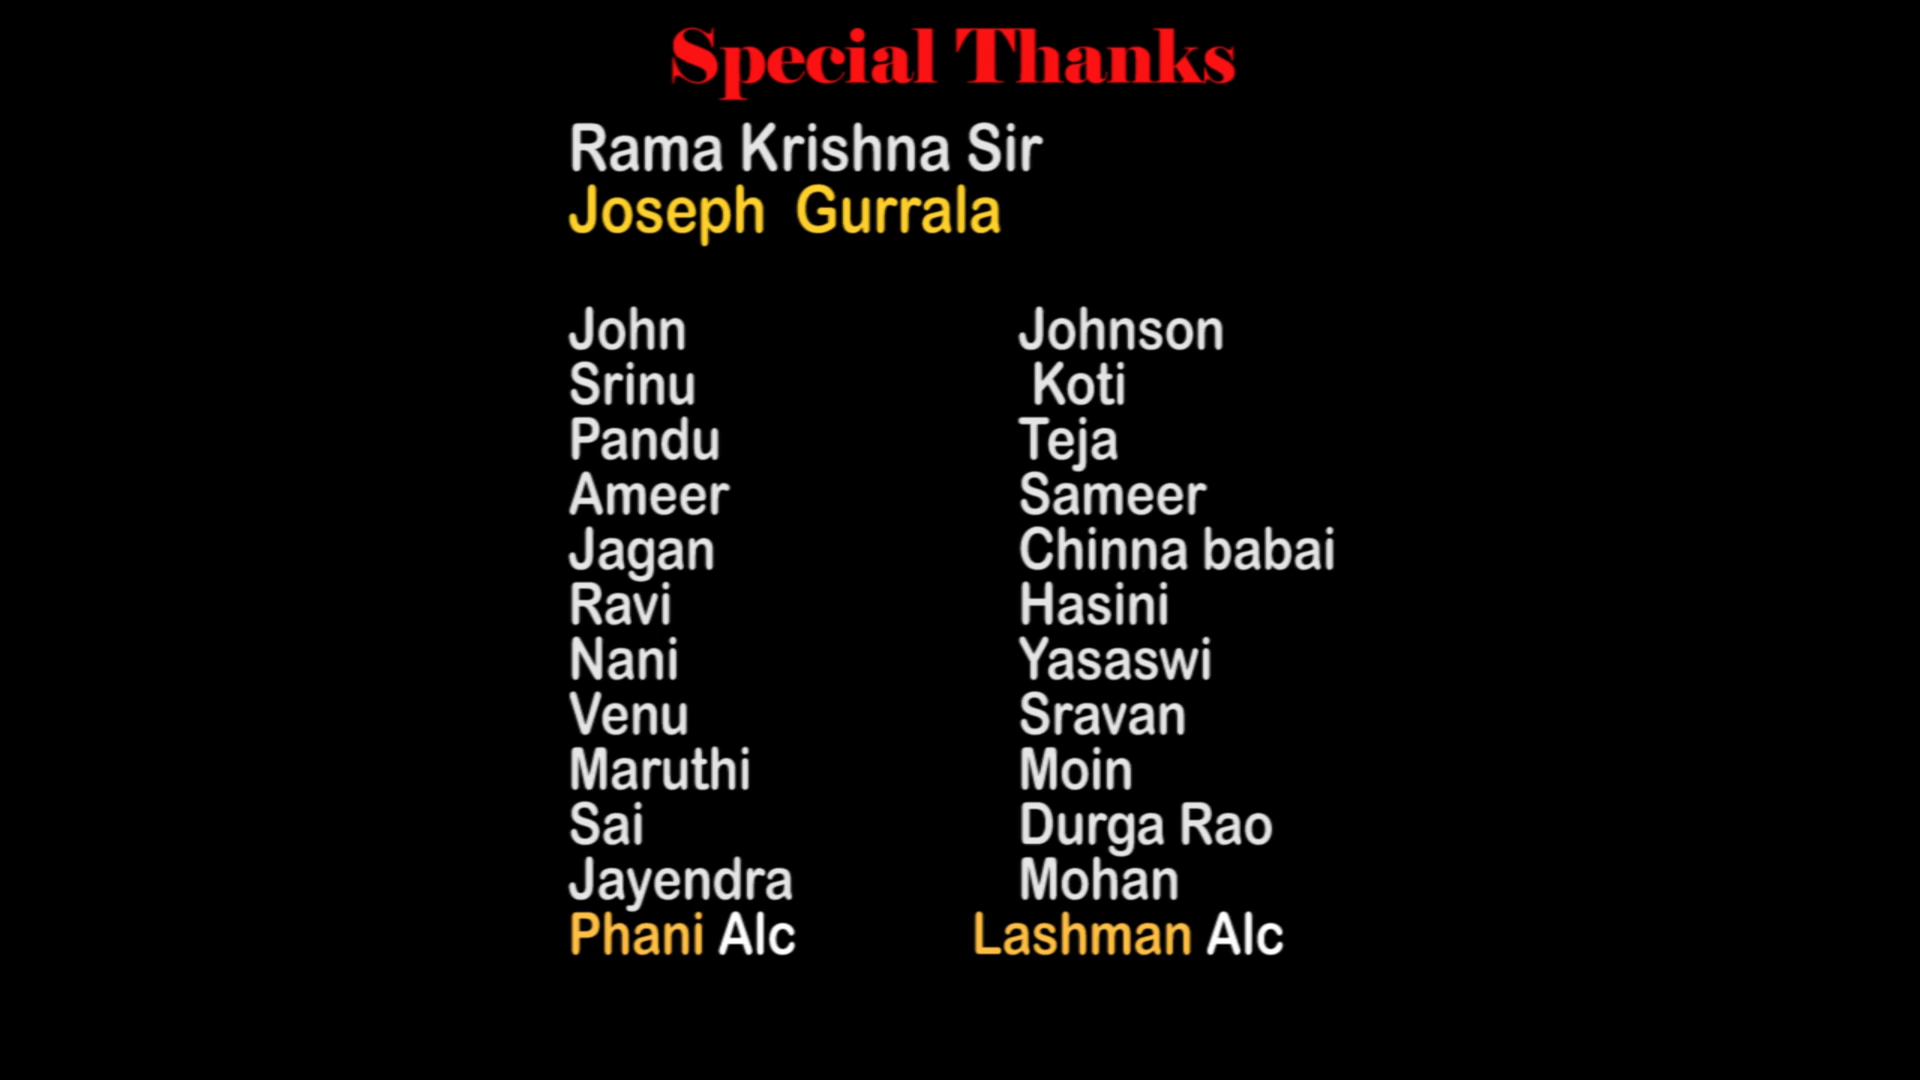 Special Thanks
Rama Krishna Sir
Joseph Gurrala
John Johnson
Srinu Koti
Pandu Teja
Ameer Sameer
Jagan Chinna babai
Ravi Hasini
Nani Yasaswi
Venu Sravan
Maruthi Moin
Sai Durga Rao
Jayendra Mohan
Phani Alc Lashman Alc